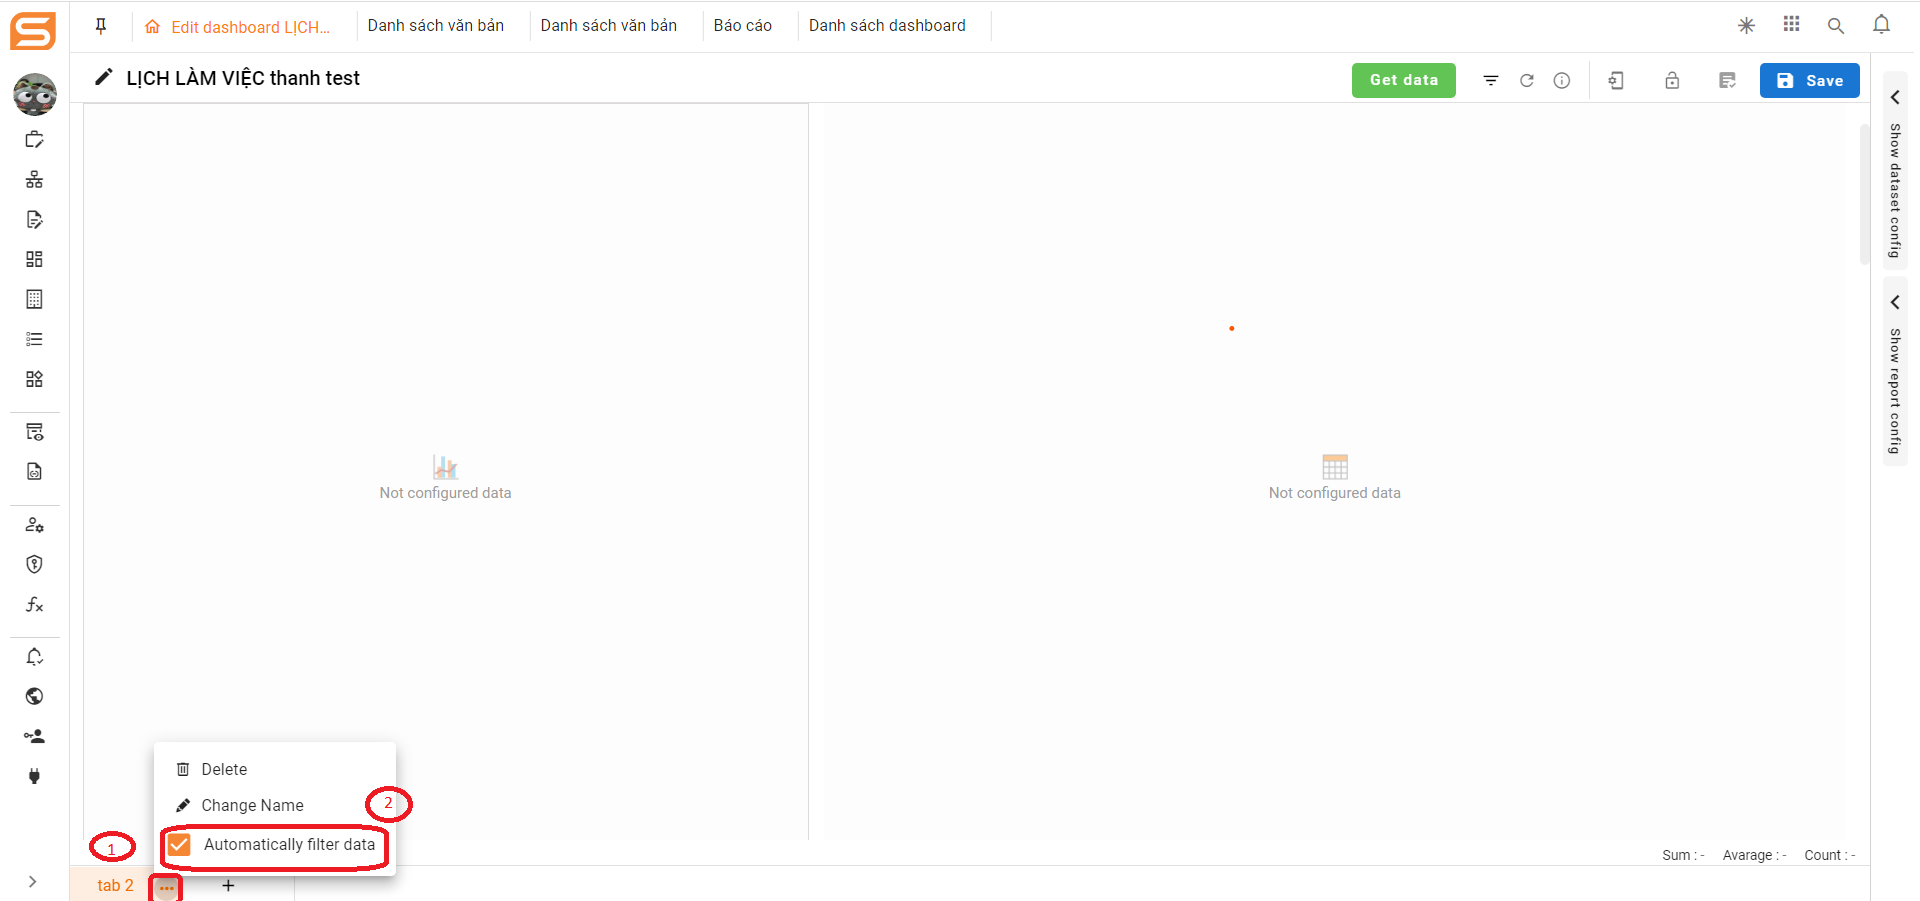 Edit dashboard LỊCH...
Danh sách văn bản
Danh sách văn bản
Báo cáo
Danh sách dashboard
LỊCH LÀM VIỆC thanh test
Get data
Save
Show dataset config
Show report config
Not configured data
Not configured data
Delete
Change Name
2
Automatically filter data
1
Sum : -
Avarage : -
Count : -
tab 2